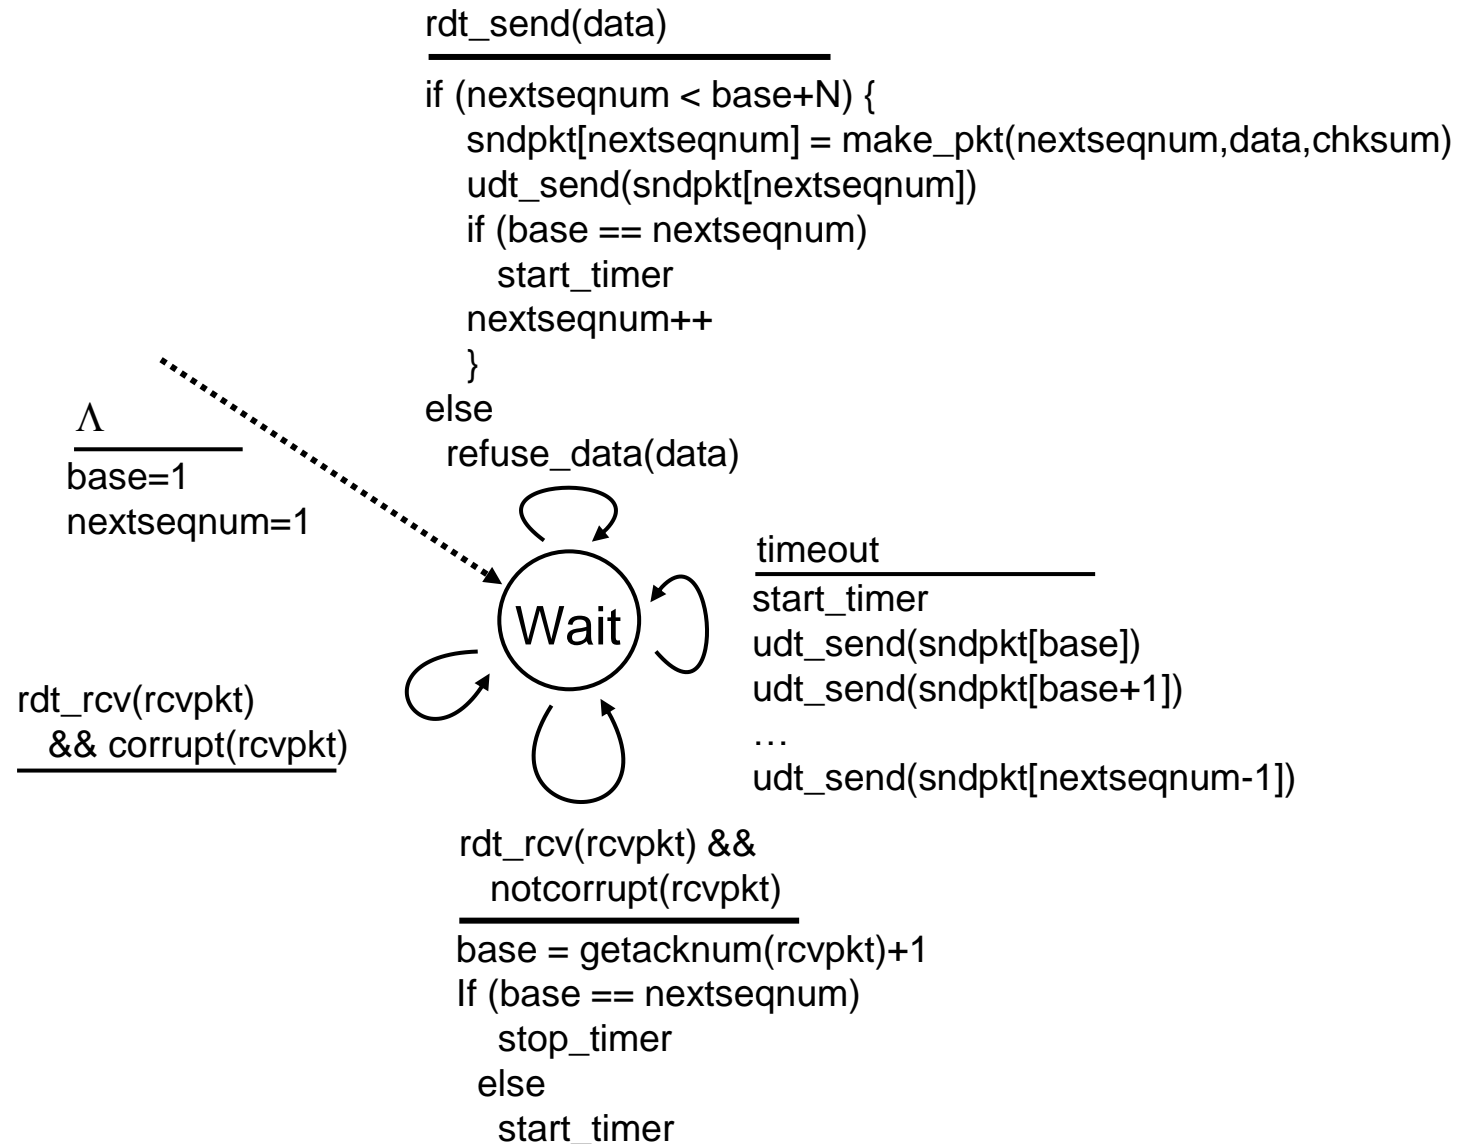 rdt_send(data)
if (nextseqnum < base+N) {
sndpkt[nextseqnum] = make_pkt(nextseqnum,data,chksum)
udt_send(sndpkt[nextseqnum])
if (base == nextseqnum)
start_timer
nextseqnum++
}
else
refuse_data(data)
Λ
base=1
nextseqnum=1
Wait
timeout
start_timer
udt_send(sndpkt[base])
udt_send(sndpkt[base+1])
…
udt_send(sndpkt[nextseqnum-1])
rdt_rcv(rcvpkt)
&& corrupt(rcvpkt)
rdt_rcv(rcvpkt) &&
notcorrupt(rcvpkt)
base = getacknum(rcvpkt)+1
If (base == nextseqnum)
stop_timer
else
start_timer